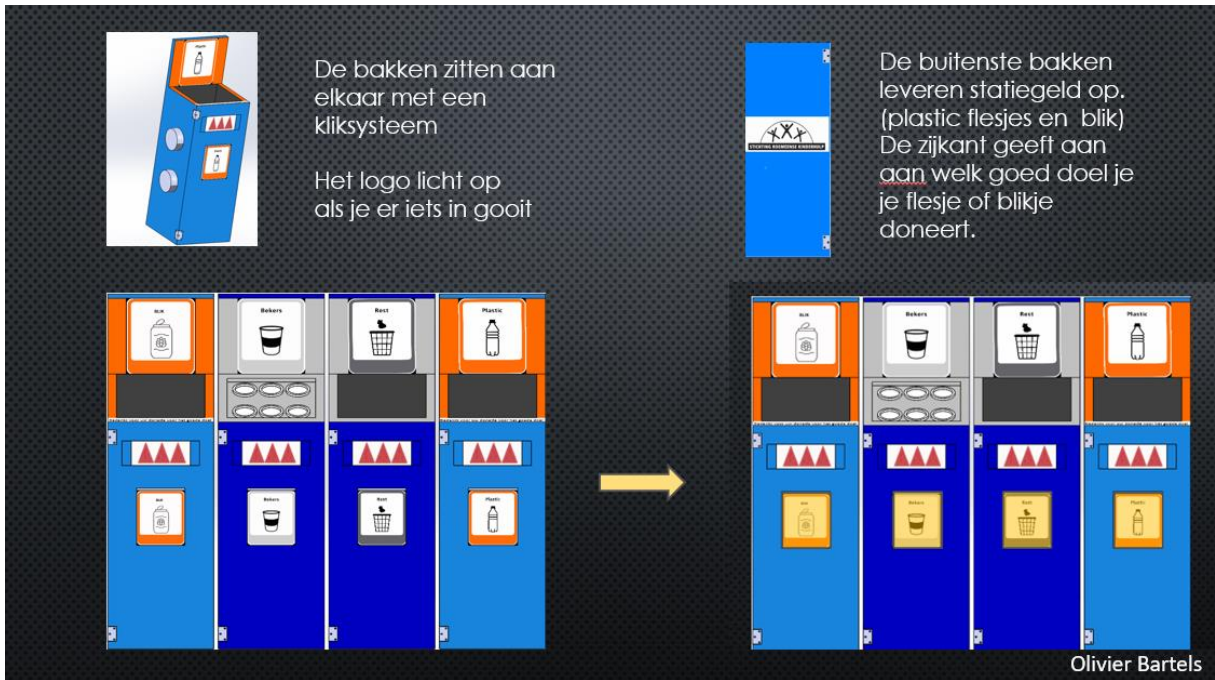 Plastic
De bakken zitten aan
elkaar met een
kliksysteem
Het logo licht op
als je er iets in gooit
STICHTING ROEMEENSE KINDERHULP
De buitenste bakken
leveren statiegeld op.
(plastic flesjes en blik)
De zijkant geeft aan
aan welk goed doel je
je flesje of blikje
doneert.
BLIK
Bekers
Rest
Plastic
Blik
Bekers
Rest
Plastic
BLIK
Bekers
Rest
Plastic
Bekers
Rest
Plastic
Olivier Bartels